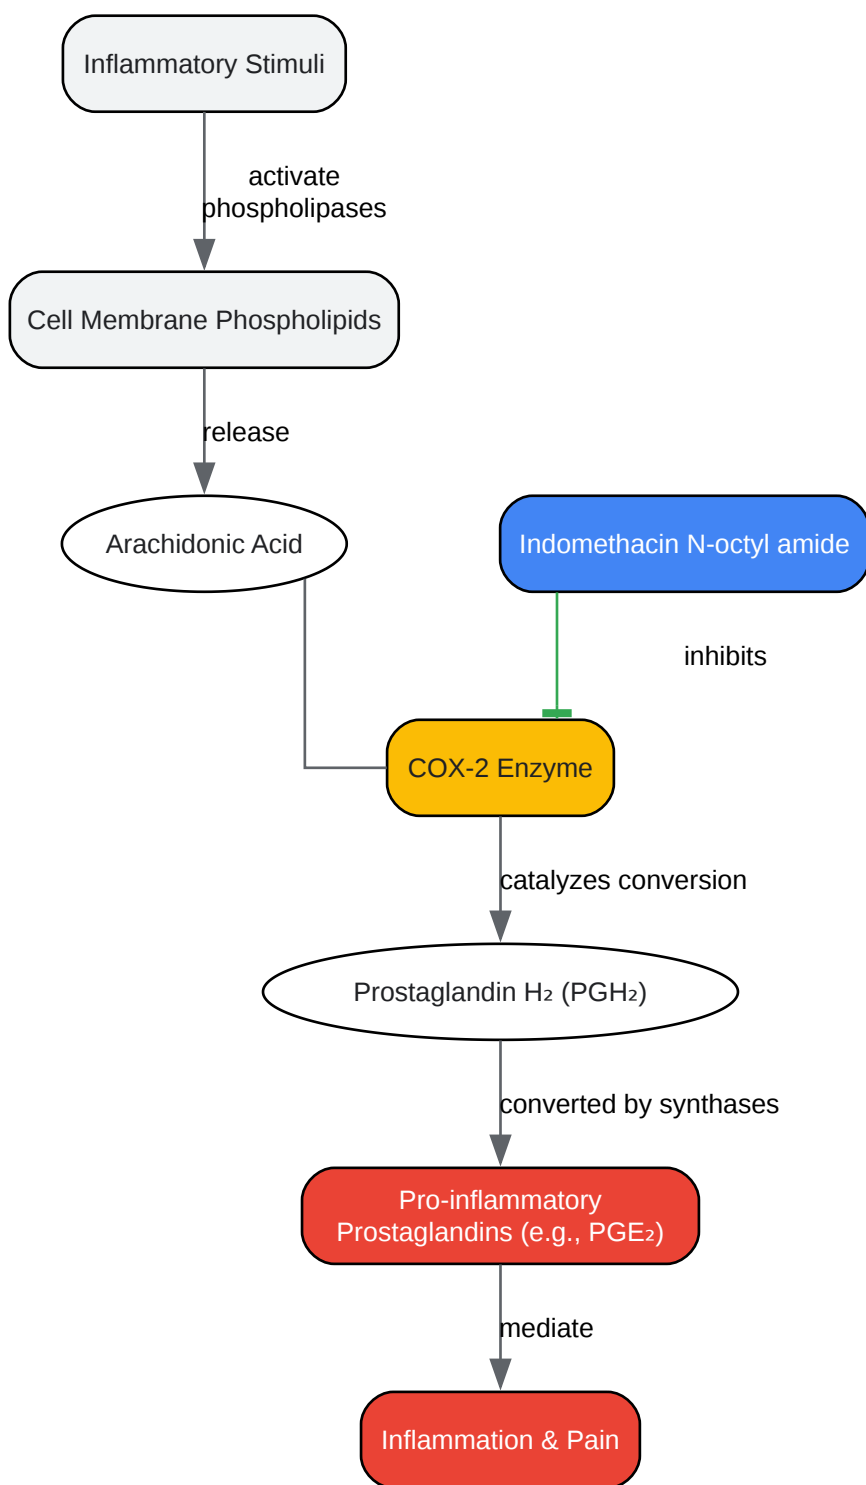 Inflammatory Stimuli
activate
phospholipases
Cell Membrane Phospholipids
release
Arachidonic Acid
Indomethacin N-octyl amide
inhibits
COX-2 Enzyme
catalyzes conversion
Prostaglandin H₂ (PGH₂)
converted by synthases
Pro-inflammatory
Prostaglandins (e.g., PGE₂)
mediate
Inflammation & Pain